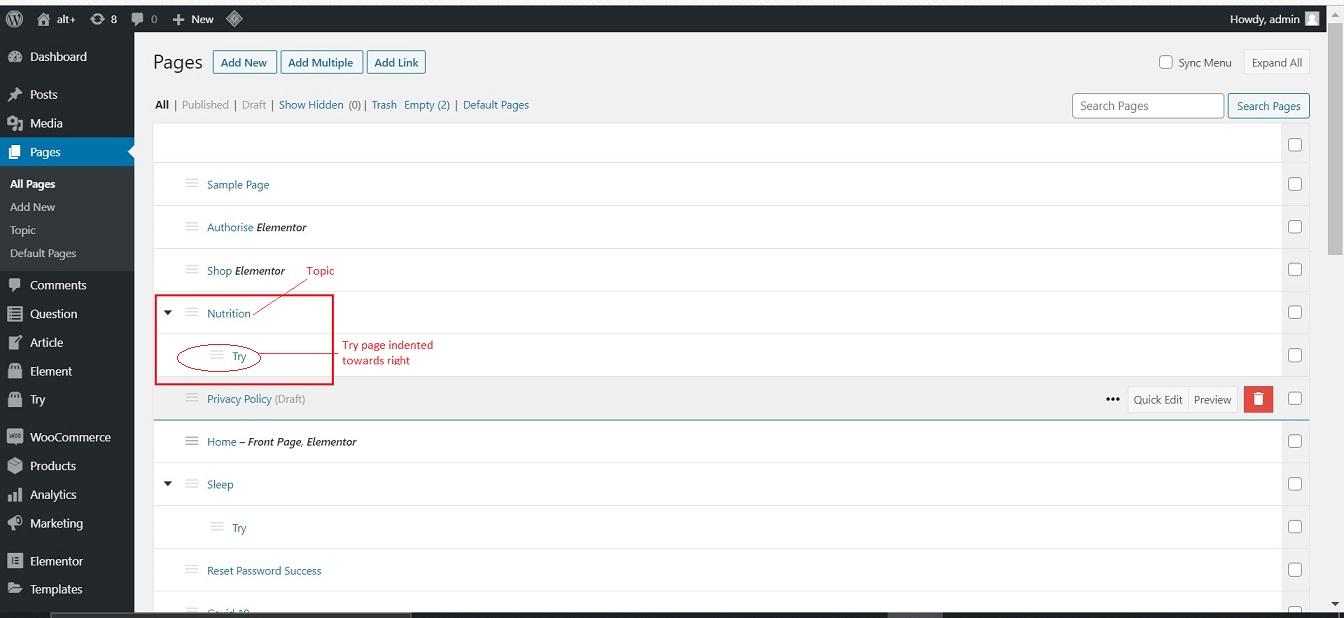 alt+ 8 0 New Howdy, admin
Dashboard
Posts
Media
Pages
All Pages
Add New
Topic
Default Pages
Comments
Question
Article
Element
Try
WooCommerce
Products
Analytics
Marketing
Elementor
Templates
Pages Add New Add Multiple Add Link Sync Menu Expand All
All | Published | Draft | Show Hidden (0) | Trash Empty (2) | Default Pages Search Pages Search Pages
Sample Page
Authorise Elementor
Shop Elementor
Topic
Nutrition
Try
Try page indented
towards right
Privacy Policy (Draft) ••• Quick Edit Preview
Home – Front Page, Elementor
Sleep
Try
Reset Password Success
Covid-19